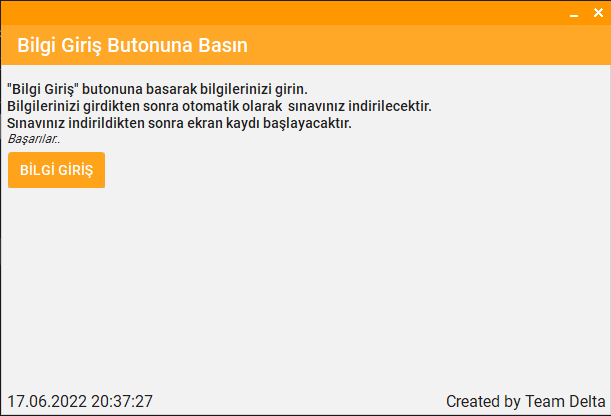 Bilgi Giriş Butonuna Basın
"Bilgi Giriş" butonuna basarak bilgilerinizi girin.
Bilgilerinizi girdikten sonra otomatik olarak  sınavınız indirilecektir.
Sınavınız indirildikten sonra ekran kaydı başlayacaktır.
Başarılar..
BİLGİ GİRİŞ
17.06.2022 20:37:27
Created by Team Delta